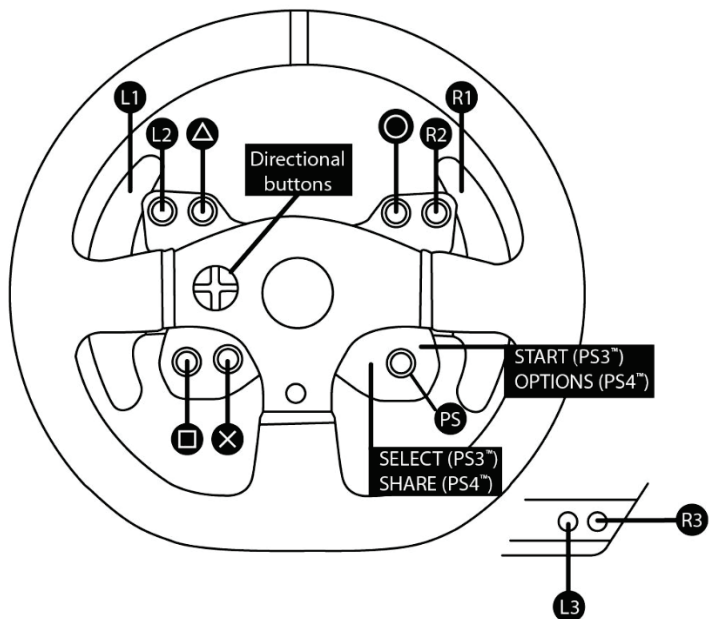 L1
R1
L2
R2
Directional
buttons
START (PS3™)
OPTIONS (PS4™)
PS
SELECT (PS3™)
SHARE (PS4™)
R3
L3